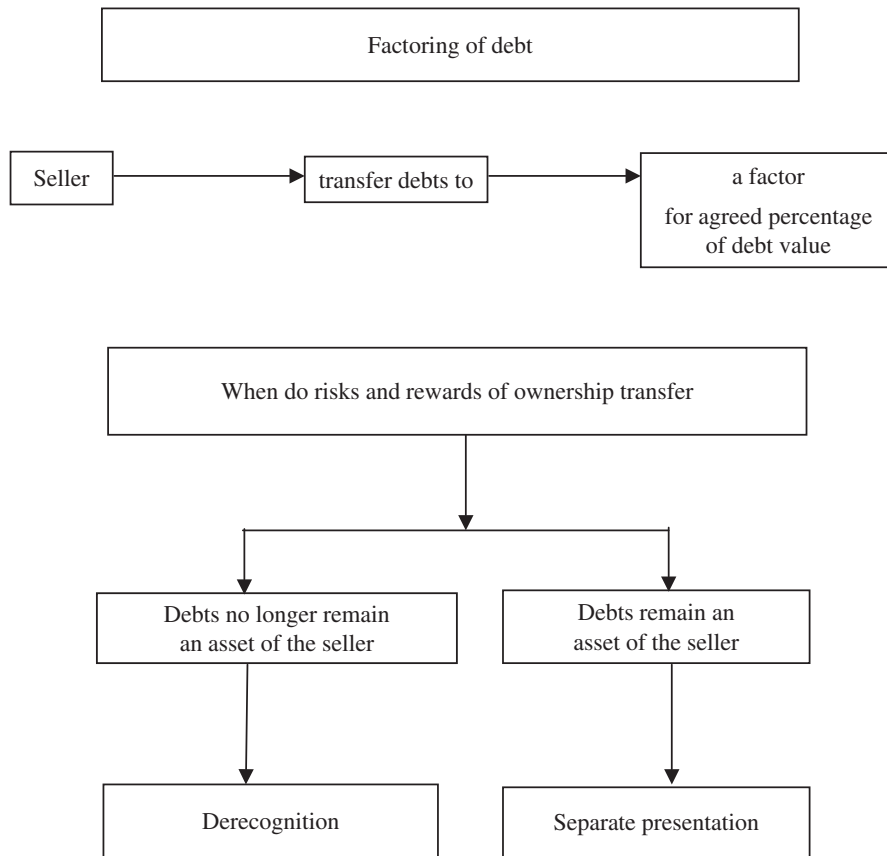 Factoring of debt
Seller
transfer debts to
a factor
for agreed percentage
of debt value
When do risks and rewards of ownership transfer
Debts no longer remain
an asset of the seller
Debts remain an
asset of the seller
Derecognition
Separate presentation